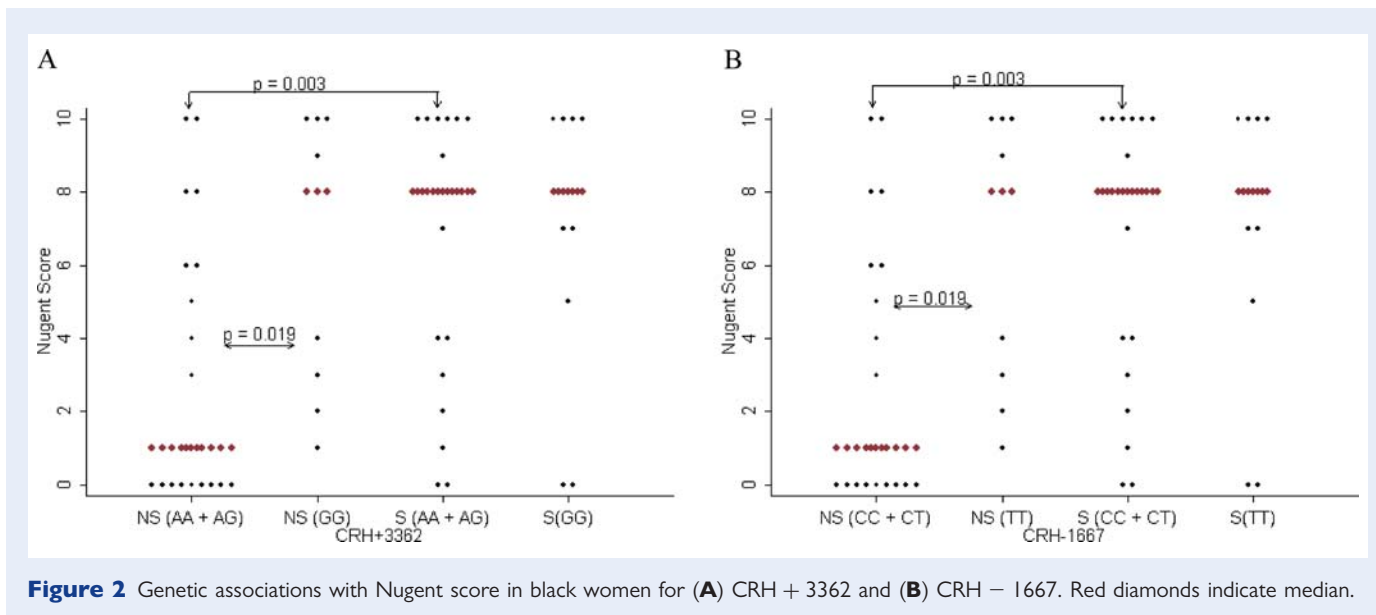 A
p = 0.003
10
8
6
4
2
0
Nugent Score
p = 0.019
NS (AA + AG) NS (GG) S (AA + AG) S(GG)
CRH+3362
B
p = 0.003
10
8
6
4
2
0
Nugent Score
p = 0.019
NS (CC + CT) NS (TT) S (CC + CT) S(TT)
CRH-1667
Figure 2 Genetic associations with Nugent score in black women for (A) CRH + 3362 and (B) CRH − 1667. Red diamonds indicate median.